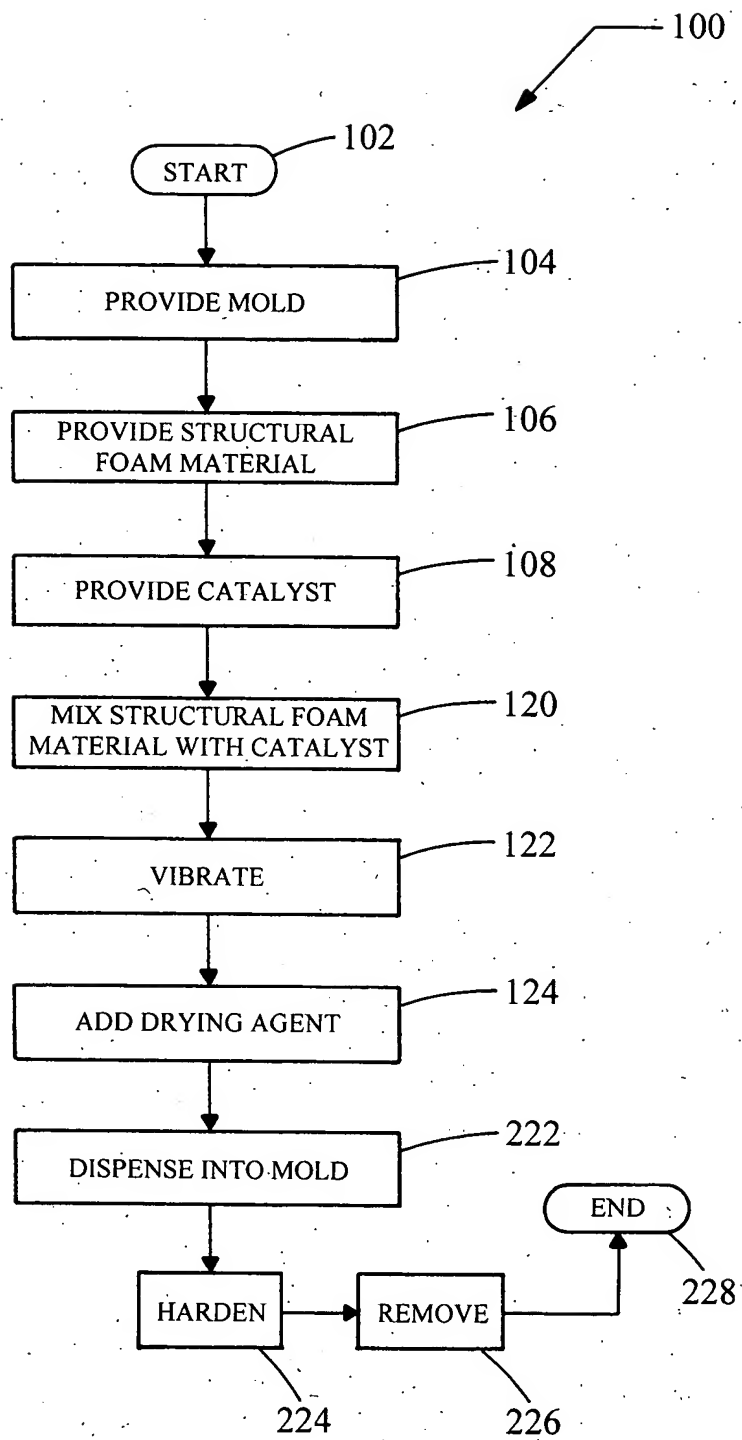 100
102
START
104
PROVIDE MOLD
106
PROVIDE STRUCTURAL
FOAM MATERIAL
108
PROVIDE CATALYST
120
MIX STRUCTURAL FOAM
MATERIAL WITH CATALYST
122
VIBRATE
124
ADD DRYING AGENT
222
DISPENSE INTO MOLD
END
228
HARDEN
REMOVE
224
226